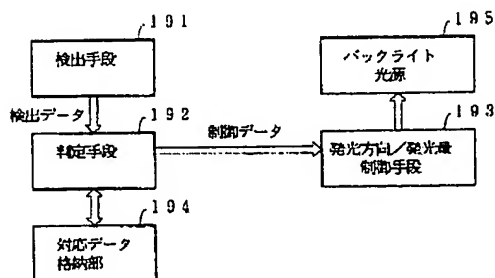 191
検出手段
検出データ
192
判定手段
制御データ
194
対応データ
格納部
195
バックライト
光源
193
発光方向/発光量
制御手段